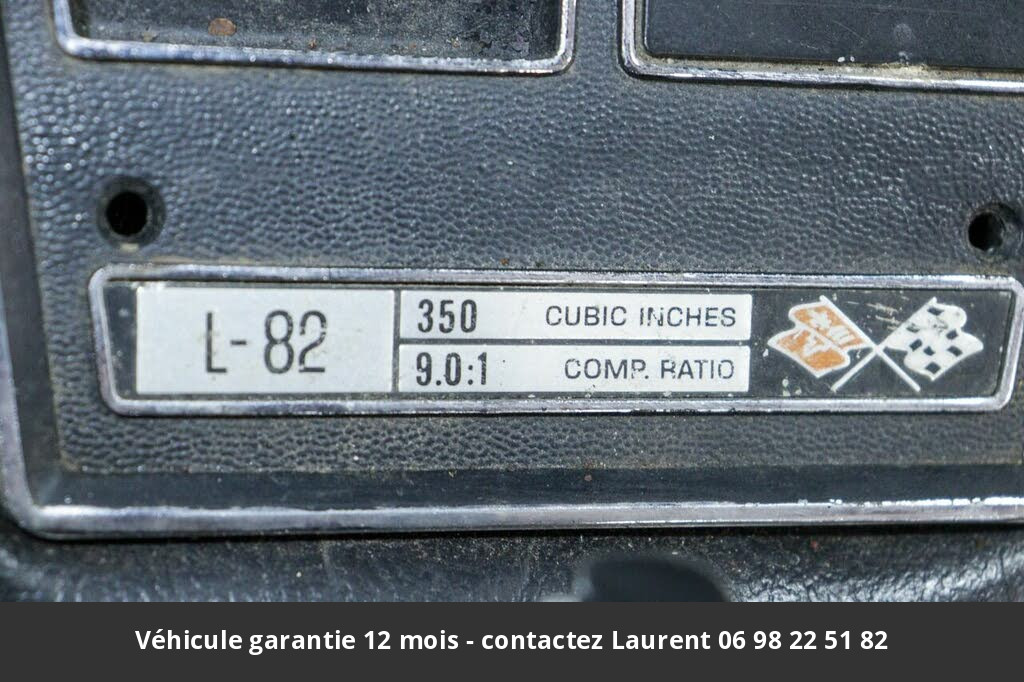 L-82
350 CUBIC INCHES
9.0:1 COMP. RATIO
Véhicule garantie 12 mois - contactez Laurent 06 98 22 51 82